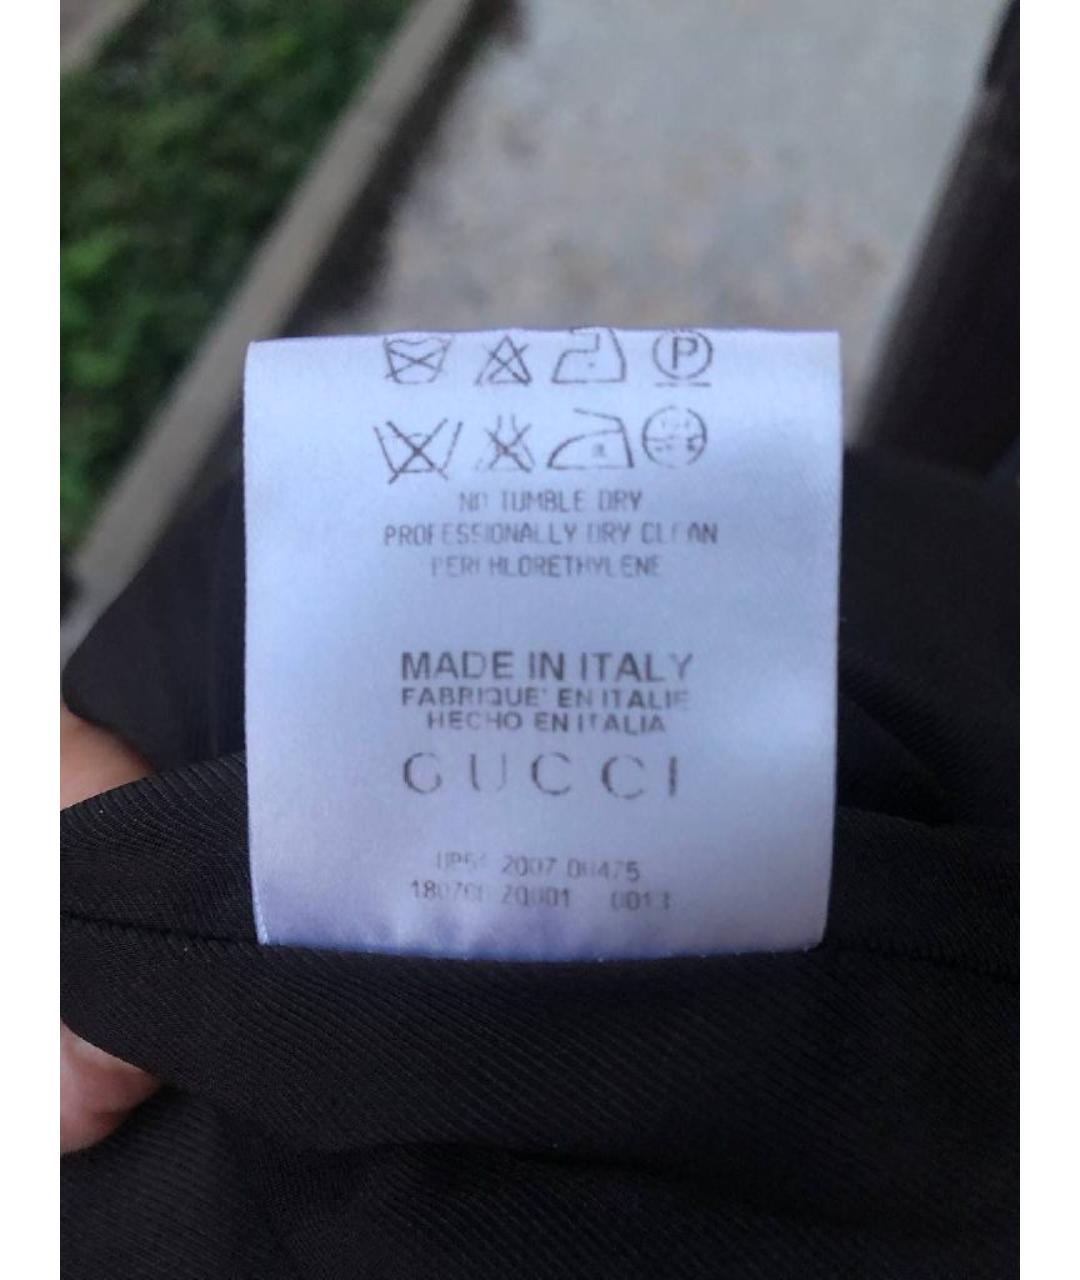 P
NO TUMBLE DRY
PROFESSIONALLY DRY CLEAN
PERCHLORETHYLENE
MADE IN ITALY
FABRIQUE' EN ITALIE
HECHO EN ITALIA
GUCCI
2007
0013